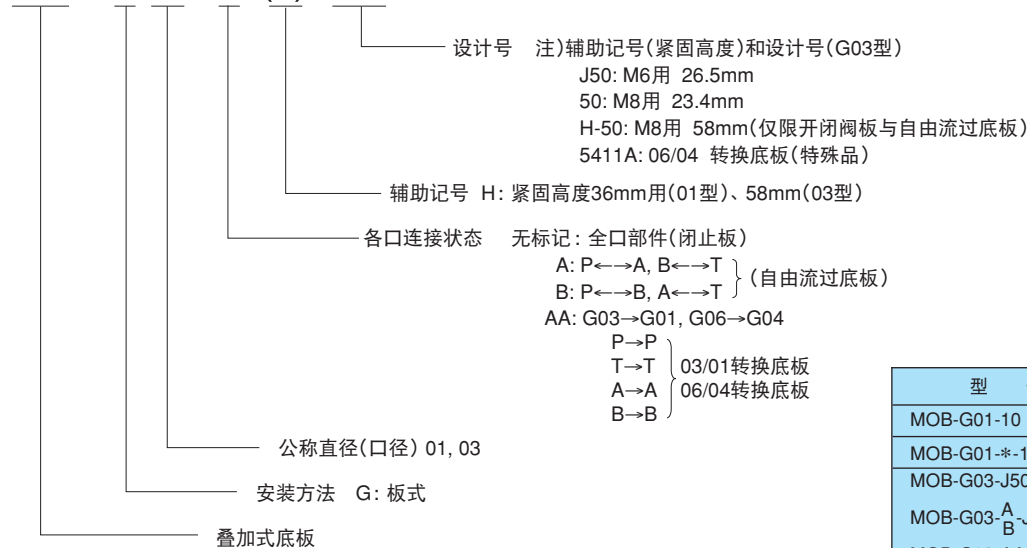 设计号 注)辅助记号(紧固高度)和设计号(G03型)
J50: M6用 26.5mm
50: M8用 23.4mm
H-50: M8用 58mm(仅限开闭阀板与自由流过底板)
5411A: 06/04 转换底板(特殊品)
辅助记号 H: 紧固高度36mm用(01型)、58mm(03型)
各口连接状态 无标记: 全口部件(闭止板)
A: P←→A, B←→T
B: P←→B, A←→T
(自由流过底板)
AA: G03→G01, G06→G04
P→P
T→T 03/01转换底板
A→A 06/04转换底板
B→B
公称直径(口径) 01, 03
安装方法 G: 板式
叠加式底板
型
MOB-G01-10
MOB-G01-*-1
MOB-G03-J50
MOB-G03-A/B-J